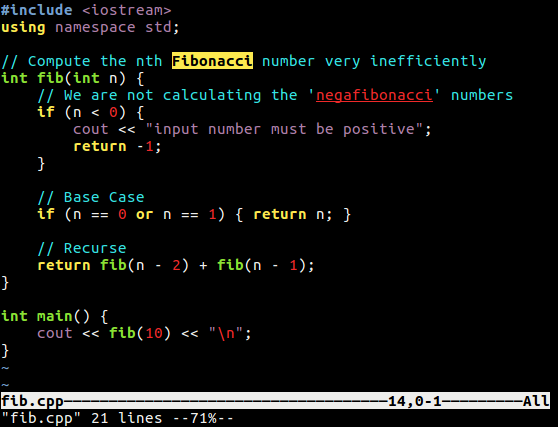 #include <iostream>
using namespace std;
// Compute the nth Fibonacci number very inefficiently
int fib(int n) {
    // We are not calculating the 'negafibonacci' numbers
    if (n < 0) {
        cout << "input number must be positive";
        return -1;
    }
    // Base Case
    if (n == 0 or n == 1) { return n; }
    // Recurse
    return fib(n - 2) + fib(n - 1);
}
int main() {
    cout << fib(10) << "\n";
}
~
~
fib.cpp────────────────────────────────────14,0-1─────────All
"fib.cpp" 21 lines --71%--